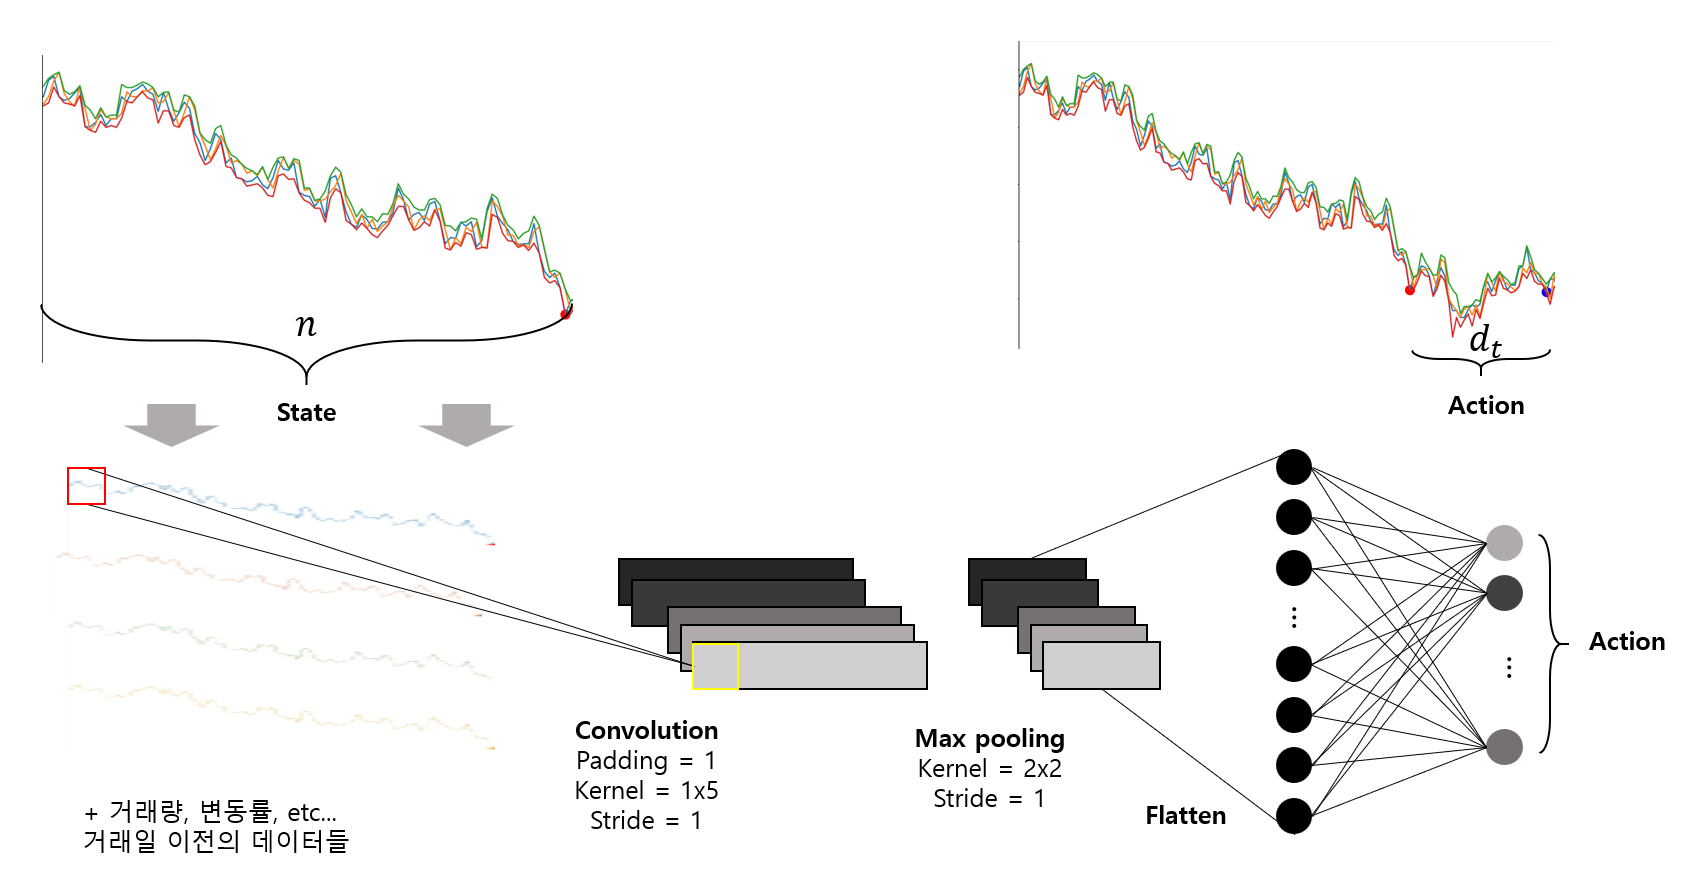 n
State
d_t
Action
Action
Convolution
Padding = 1
Kernel = 1x5
Stride = 1
Max pooling
Kernel = 2x2
Stride = 1
Flatten
+ 거래량, 변동률, etc...
거래일 이전의 데이터들